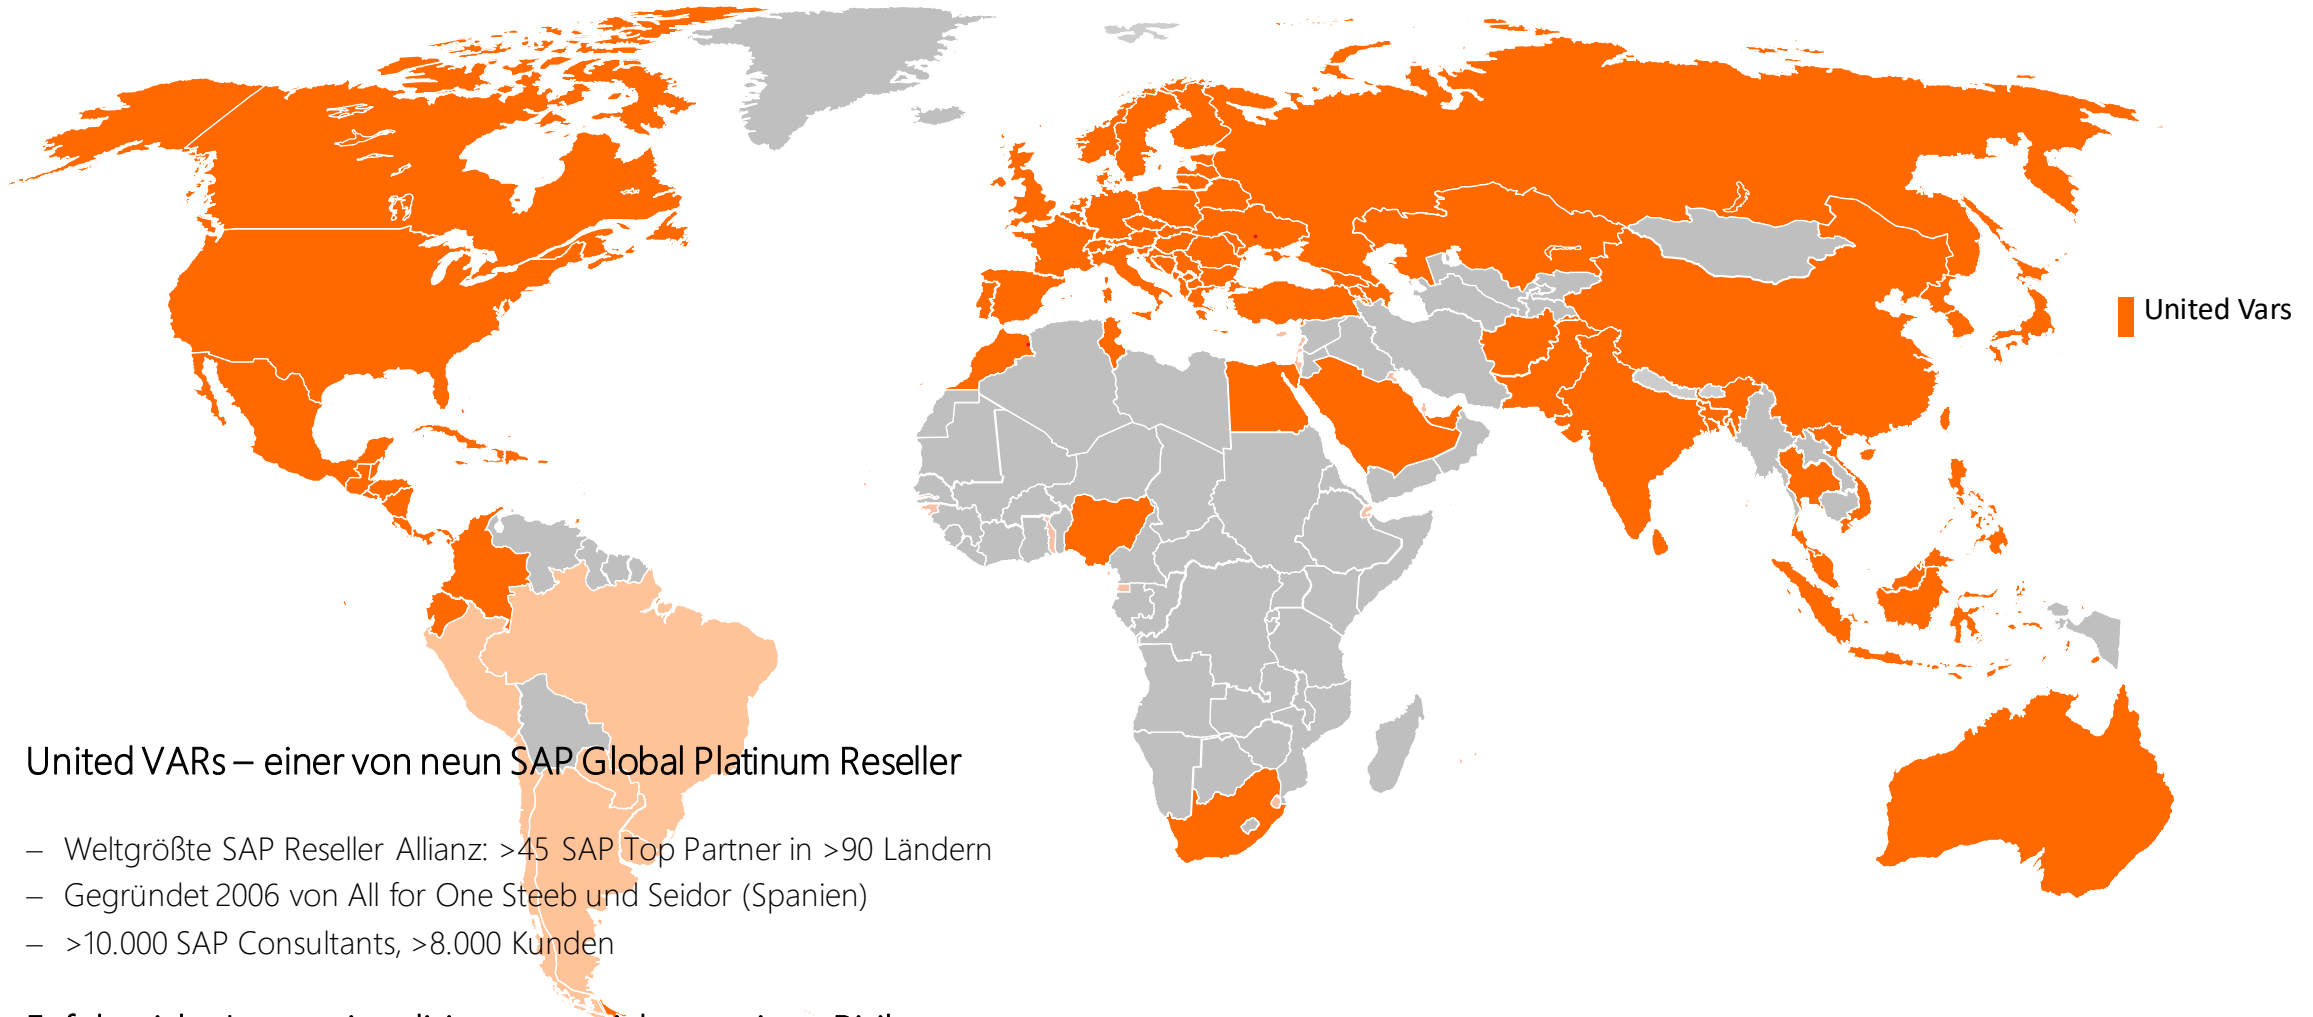 United Vars
United VARs – einer von neun SAP Global Platinum Reseller
– Weltgrößte SAP Reseller Allianz: >45 SAP Top Partner in >90 Ländern
– Gegründet 2006 von All for One Steeb und Seidor (Spanien)
– >10.000 SAP Consultants, >8.000 Kunden